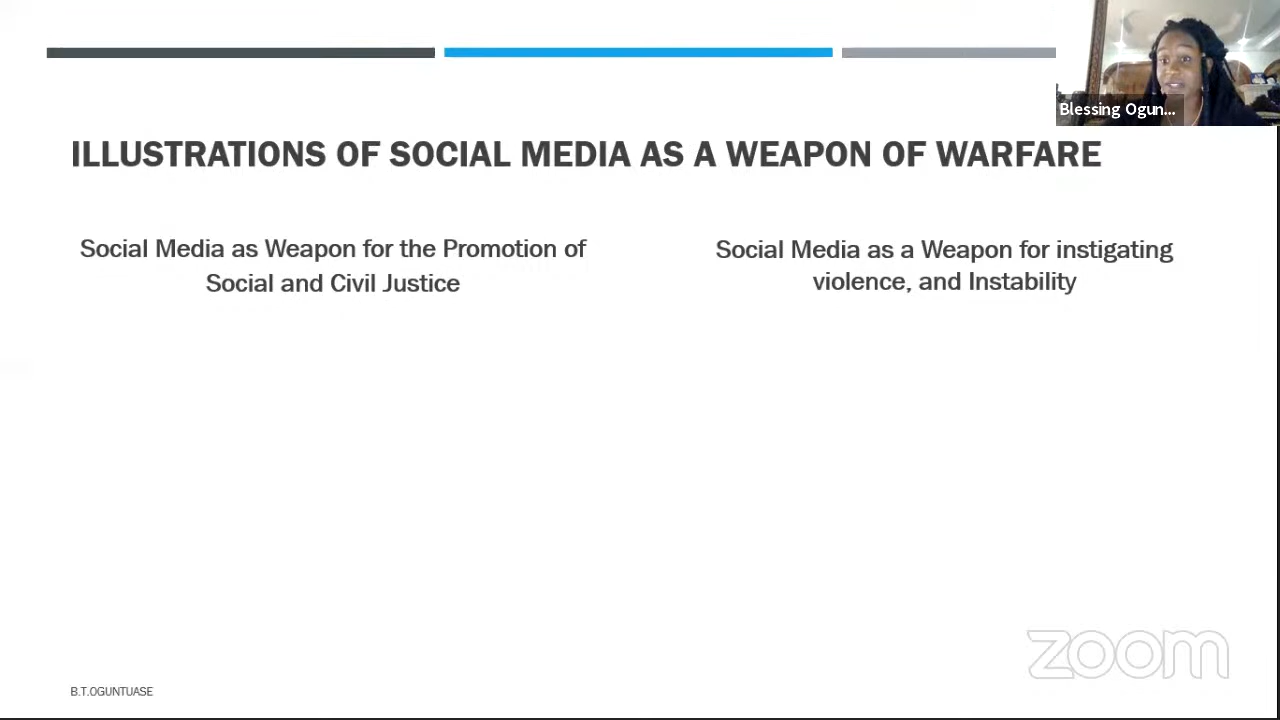 Blessing Ogun...
ILLUSTRATIONS OF SOCIAL MEDIA AS A WEAPON OF WARFARE
Social Media as Weapon for the Promotion of
Social and Civil Justice
Social Media as a Weapon for instigating
violence, and Instability
zoom
B.T.OGUNTUASE